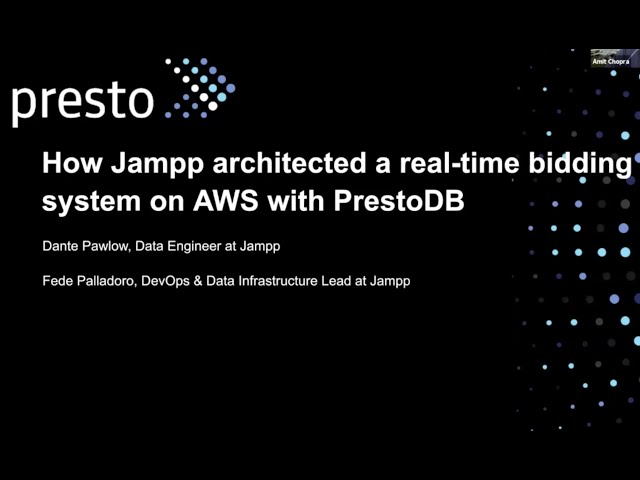 Amit Chopra
presto
How Jampp architected a real-time bidding
system on AWS with PrestoDB
Dante Pawlow, Data Engineer at Jampp
Fede Palladoro, DevOps & Data Infrastructure Lead at Jampp